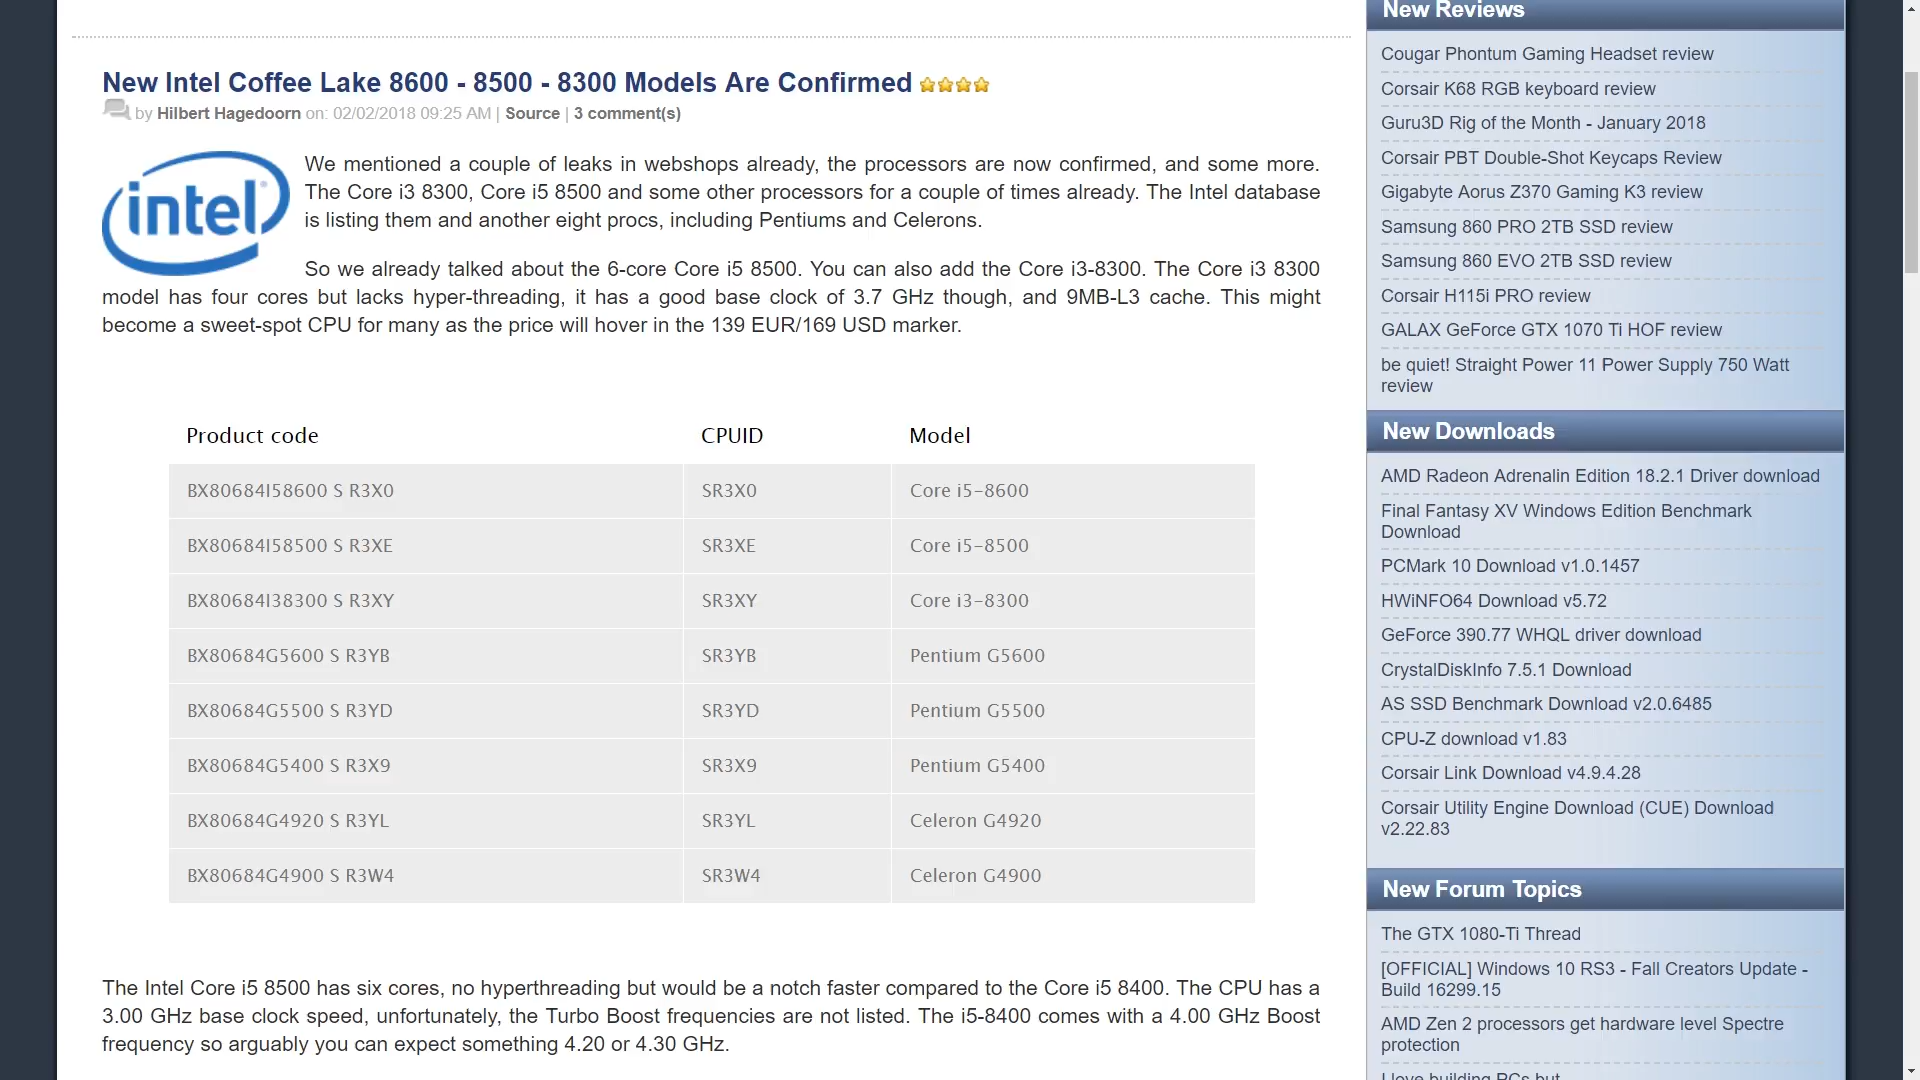 New Intel Coffee Lake 8600 - 8500 - 8300 Models Are Confirmed
by Hilbert Hagedoorn on: 02/02/2018 09:25 AM | Source | 3 comment(s)
intel
We mentioned a couple of leaks in webshops already, the processors are now confirmed, and some more.
The Core i3 8300, Core i5 8500 and some other processors for a couple of times already. The Intel database
is listing them and another eight procs, including Pentiums and Celerons.
So we already talked about the 6-core Core i5 8500. You can also add the Core i3-8300. The Core i3 8300
model has four cores but lacks hyper-threading, it has a good base clock of 3.7 GHz though, and 9MB-L3 cache. This might
become a sweet-spot CPU for many as the price will hover in the 139 EUR/169 USD marker.
Product code CPUID Model
BX80684I58600 S R3X0 SR3X0 Core i5-8600
BX80684I58500 S R3XE SR3XE Core i5-8500
BX80684I38300 S R3XY SR3XY Core i3-8300
BX80684G5600 S R3YB SR3YB Pentium G5600
BX80684G5500 S R3YD SR3YD Pentium G5500
BX80684G5400 S R3X9 SR3X9 Pentium G5400
BX80684G4920 S R3YL SR3YL Celeron G4920
BX80684G4900 S R3W4 SR3W4 Celeron G4900
The Intel Core i5 8500 has six cores, no hyperthreading but would be a notch faster compared to the Core i5 8400. The CPU has a
3.00 GHz base clock speed, unfortunately, the Turbo Boost frequencies are not listed. The i5-8400 comes with a 4.00 GHz Boost
frequency so arguably you can expect something 4.20 or 4.30 GHz.
New Reviews
Cougar Phontum Gaming Headset review
Corsair K68 RGB keyboard review
Guru3D Rig of the Month - January 2018
Corsair PBT Double-Shot Keycaps Review
Gigabyte Aorus Z370 Gaming K3 review
Samsung 860 PRO 2TB SSD review
Samsung 860 EVO 2TB SSD review
Corsair H115i PRO review
GALAX GeForce GTX 1070 Ti HOF review
be quiet! Straight Power 11 Power Supply 750 Watt
review
New Downloads
AMD Radeon Adrenalin Edition 18.2.1 Driver download
Final Fantasy XV Windows Edition Benchmark
Download
PCMark 10 Download v1.0.1457
HWiNFO64 Download v5.72
GeForce 390.77 WHQL driver download
CrystalDiskInfo 7.5.1 Download
AS SSD Benchmark Download v2.0.6485
CPU-Z download v1.83
Corsair Link Download v4.9.4.28
Corsair Utility Engine Download (CUE) Download
v2.22.83
New Forum Topics
The GTX 1080-Ti Thread
[OFFICIAL] Windows 10 RS3 - Fall Creators Update -
Build 16299.15
AMD Zen 2 processors get hardware level Spectre
protection
I love building PCs but